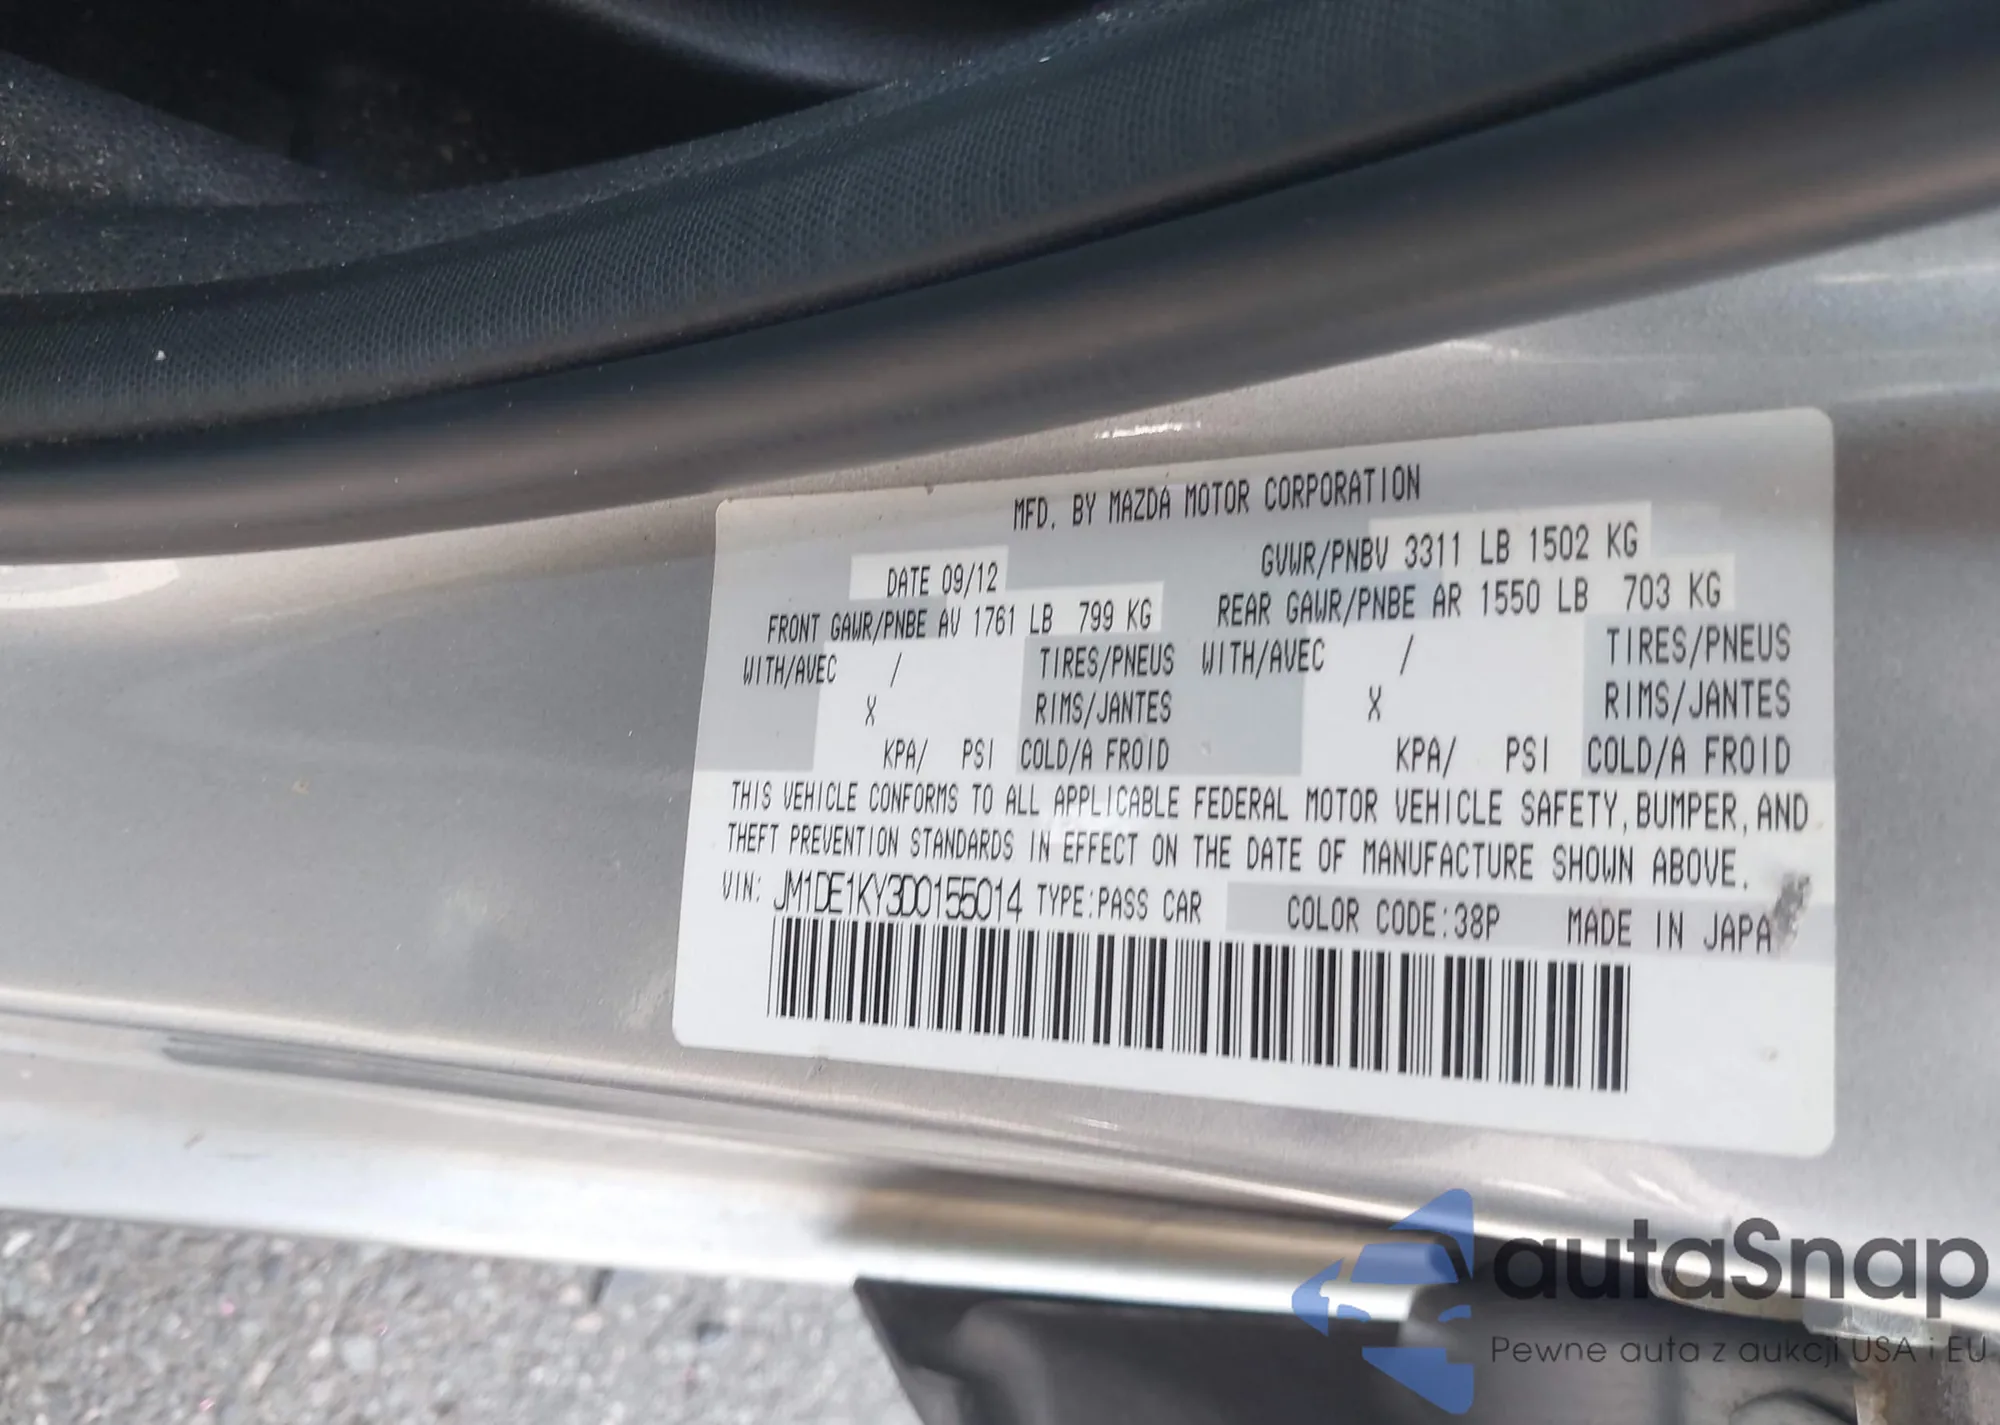 MFD. BY MAZDA MOTOR CORPORATION
DATE 09/12 GVWR/PNBV 3311 LB 1502 KG
FRONT GAWR/PNBE AV 1761 LB 799 KG REAR GAWR/PNBE AR 1550 LB 703 KG
WITH/AVEC / TIRES/PNEUS WITH/AVEC / TIRES/PNEUS
X RIMS/JANTES X RIMS/JANTES
KPA/ PSI COLD/A FROID KPA/ PSI COLD/A FROID
THIS VEHICLE CONFORMS TO ALL APPLICABLE FEDERAL MOTOR VEHICLE SAFETY, BUMPER, AND
THEFT PREVENTION STANDARDS IN EFFECT ON THE DATE OF MANUFACTURE SHOWN ABOVE.
VIN: JM1DE1KY3D0155014 TYPE:PASS CAR COLOR CODE:38P MADE IN JAPA
autaSnap
Pewne auta z aukcji USA i EU